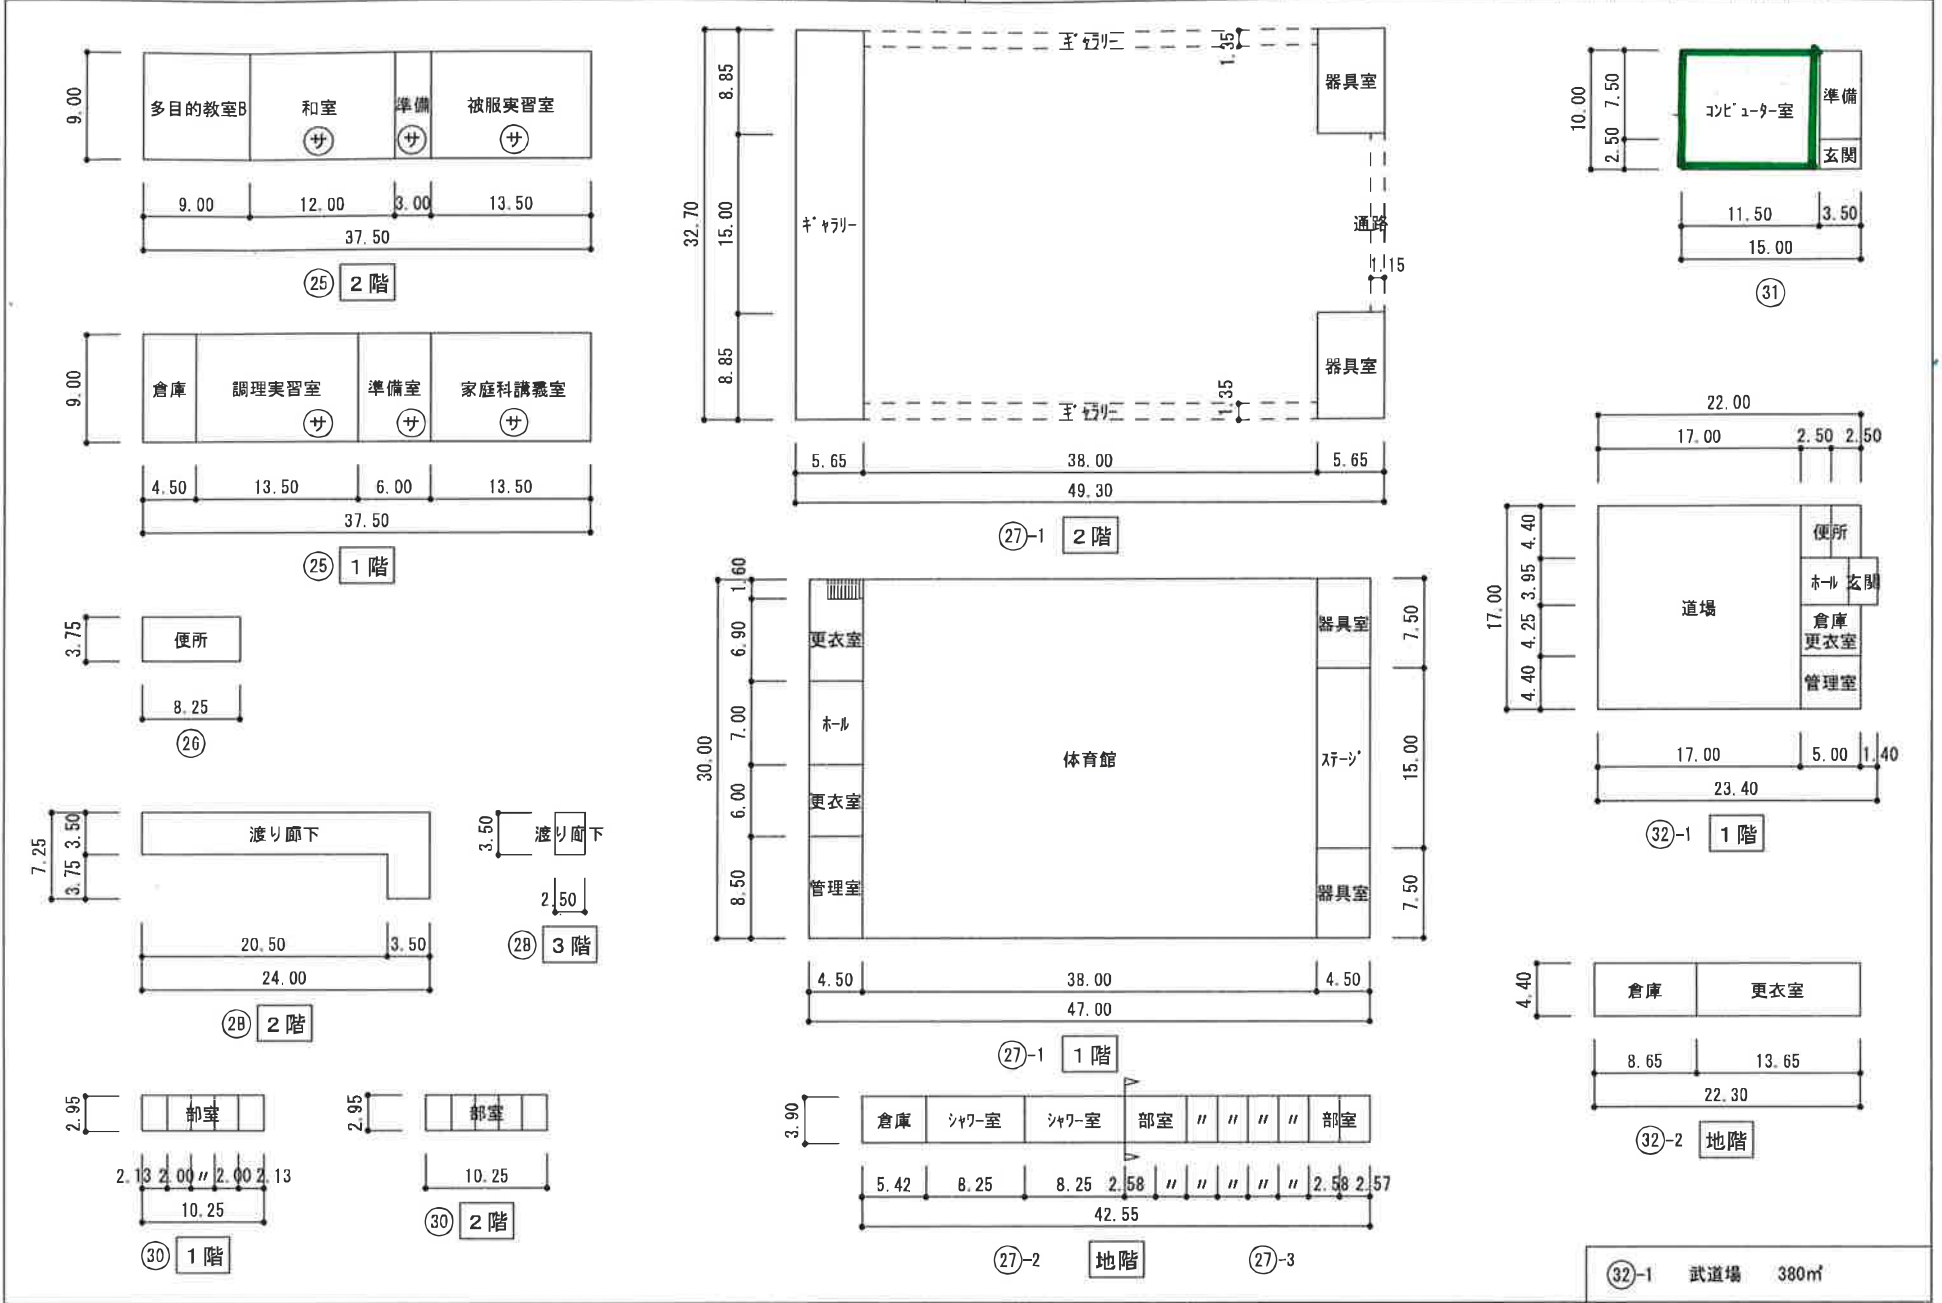 9.00
多目的教室B 和室 準備 被服実習室
サ サ サ
9.00 12.00 3.00 13.50
37.50
25 2階
9.00
倉庫 調理実習室 準備室 家庭科講義室
サ サ サ
4.50 13.50 6.00 13.50
37.50
25 1階
3.75
便所
8.25
26
7.25
3.50
3.75
渡り廊下
20.50 3.50
24.00
28 2階
3.50
渡り廊下
2.50
28 3階
2.95
部室
2.13 2.00 〃 2.00 2.13
10.25
30 1階
2.95
部室
10.25
30 2階
32.70
8.85
15.00
8.85
ギャラリー
ギャラリー
1.35
器具室
通路
1.15
器具室
ギャラリー
1.35
5.65 38.00 5.65
49.30
27-1 2階
30.00
1.60
6.90
7.00
6.00
8.50
更衣室
ホール
更衣室
管理室
体育館
器具室
ステージ
器具室
7.50
15.00
7.50
4.50 38.00 4.50
47.00
27-1 1階
3.90
倉庫 シャワー室 シャワー室 部室 〃 〃 〃 〃 部室
5.42 8.25 8.25 2.58 〃 〃 〃 〃 〃 2.58 2.57
42.55
27-2 地階 27-3
10.00
7.50
2.50
コンピューター室
準備
玄関
11.50 3.50
15.00
31
22.00
17.00 2.50 2.50
17.00
4.40
3.95
4.25
4.40
道場
便所
ホール 玄関
倉庫
更衣室
管理室
17.00 5.00 1.40
23.40
32-1 1階
4.40
倉庫 更衣室
8.65 13.65
22.30
32-2 地階
32-1 武道場 380㎡